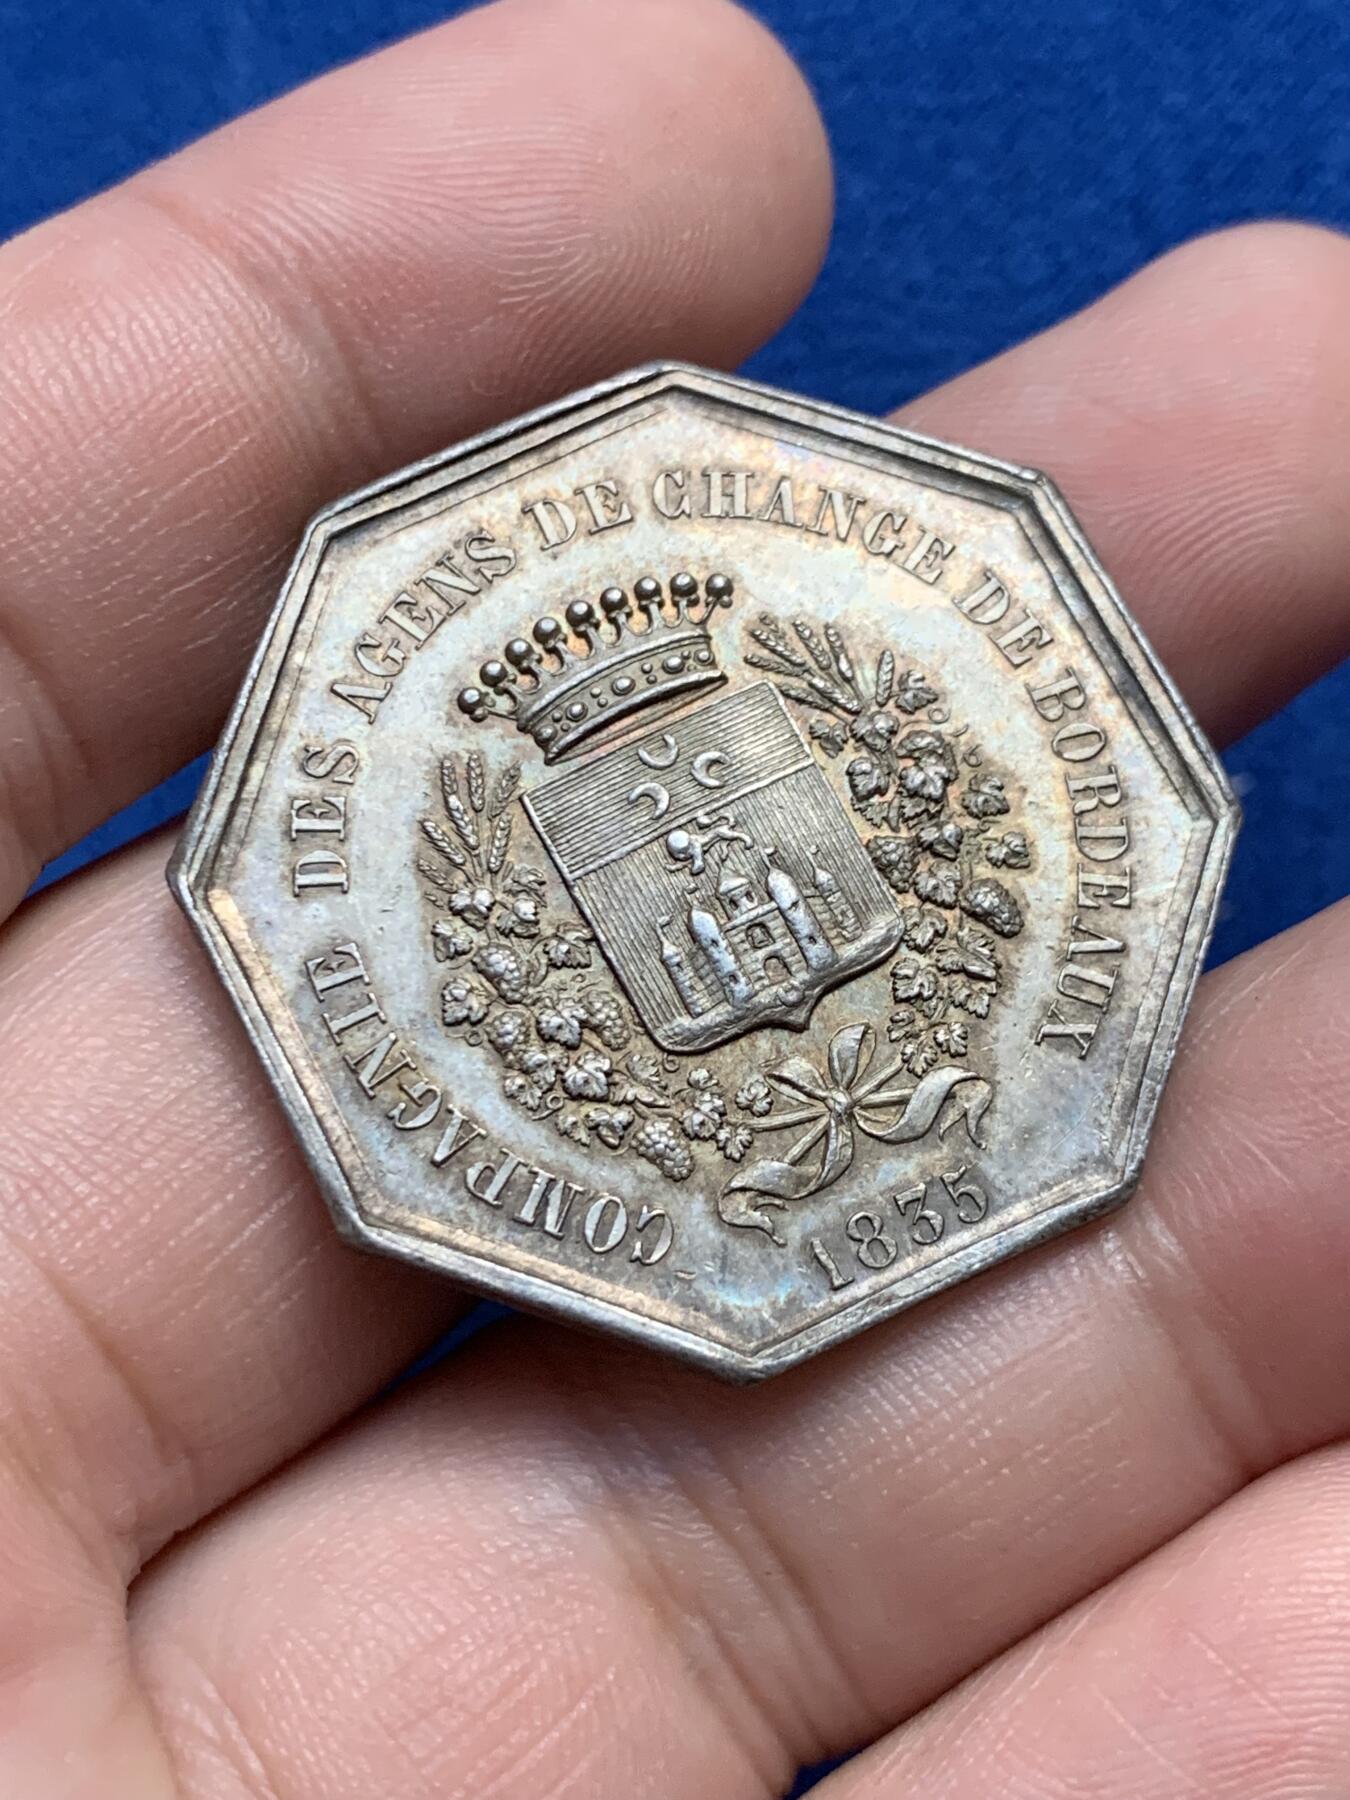 COMPAGNIE DES AGENS DE CHANGE DE BORDEAUX
1835